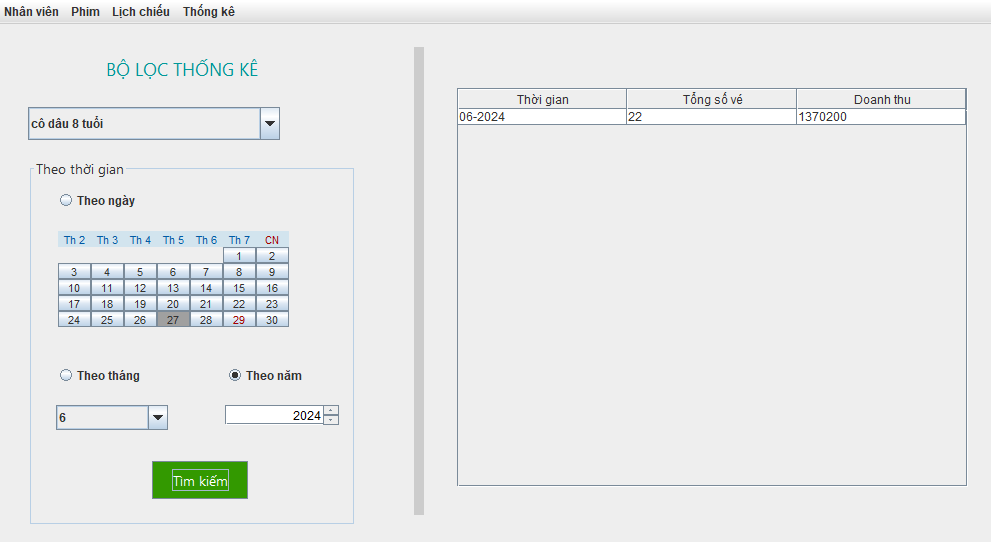 Nhân viên Phim Lịch chiếu Thống kê
BỘ LỌC THỐNG KÊ
cô dâu 8 tuổi
Theo thời gian
Theo ngày
Th 2 Th 3 Th 4 Th 5 Th 6 Th 7 CN
1 2
3 4 5 6 7 8 9
10 11 12 13 14 15 16
17 18 19 20 21 22 23
24 25 26 27 28 29 30
Theo tháng Theo năm
6 2024
Tìm kiếm
Thời gian Tổng số vé Doanh thu
06-2024 22 1370200